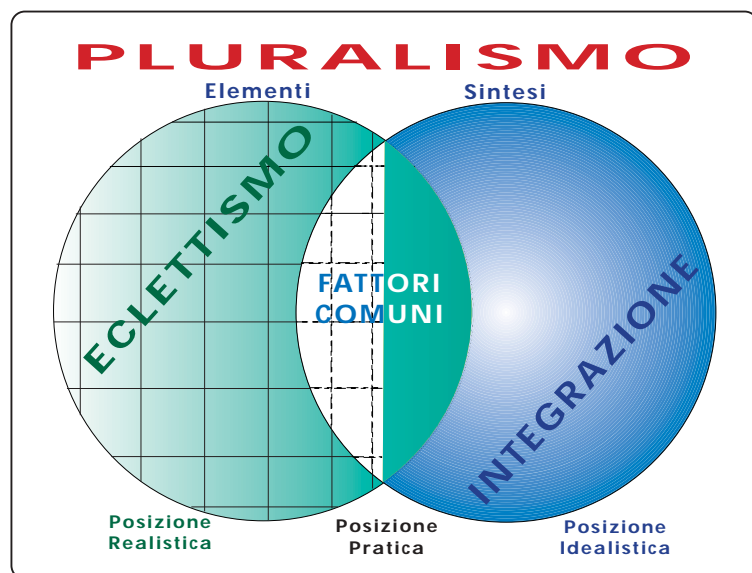 PLURALISMO
Elementi
Sintesi
ECLETTISMO
FATTORI
COMUNI
INTEGRAZIONE
Posizione
Realistica
Posizione
Pratica
Posizione
Idealistica